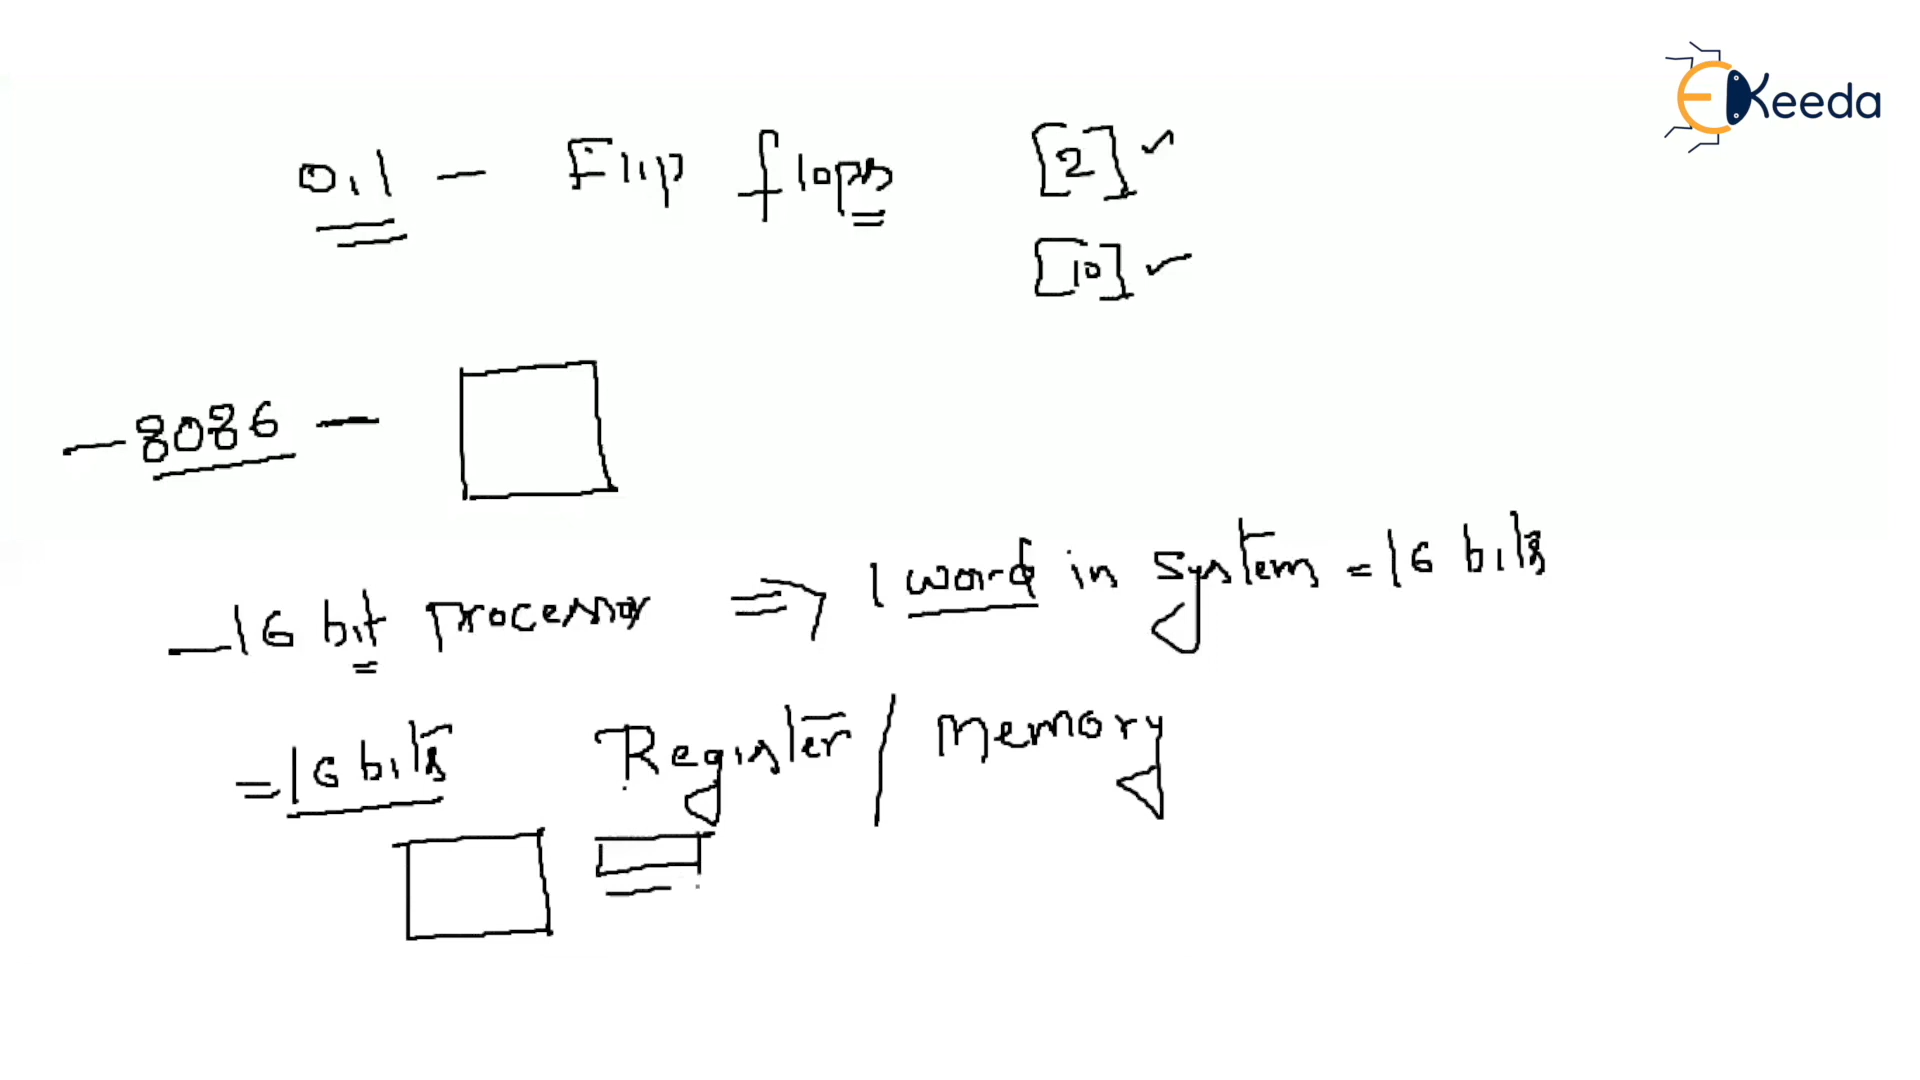 EKeeda
0,1 - Flip flops [2] ✓
[10] ✓
- 8086 -
- 16 bit processor ⇒ 1 word in system = 16 bits
= 16 bits Register / memory